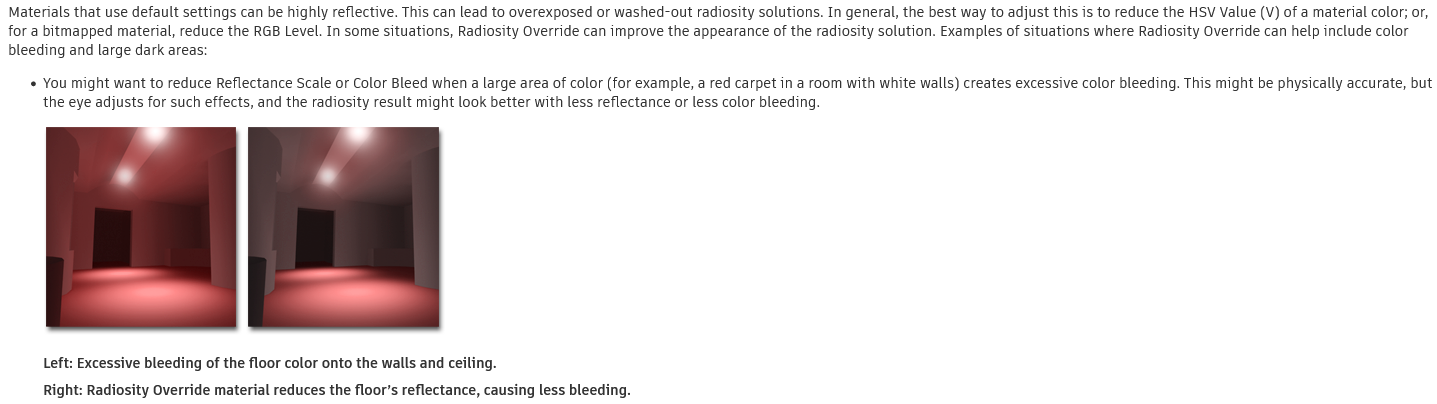 Materials that use default settings can be highly reflective. This can lead to overexposed or washed-out radiosity solutions. In general, the best way to adjust this is to reduce the HSV Value (V) of a material color; or,
for a bitmapped material, reduce the RGB Level. In some situations, Radiosity Override can improve the appearance of the radiosity solution. Examples of situations where Radiosity Override can help include color
bleeding and large dark areas:
• You might want to reduce Reflectance Scale or Color Bleed when a large area of color (for example, a red carpet in a room with white walls) creates excessive color bleeding. This might be physically accurate, but
the eye adjusts for such effects, and the radiosity result might look better with less reflectance or less color bleeding.
Left: Excessive bleeding of the floor color onto the walls and ceiling.
Right: Radiosity Override material reduces the floor’s reflectance, causing less bleeding.